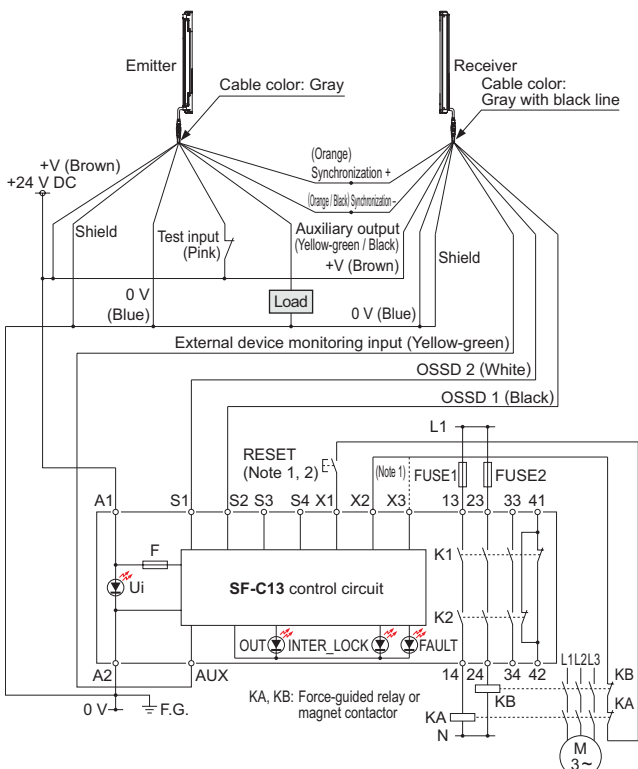 Emitter
Receiver
Cable color: Gray
Cable color:
Gray with black line
(Orange)
Synchronization +
+V (Brown)
+24 V DC
(Orange / Black) Synchronization –
Shield
Test input
(Pink)
Auxiliary output
(Yellow-green / Black)
+V (Brown)
Shield
0 V
(Blue)
Load
0 V (Blue)
External device monitoring input (Yellow-green)
OSSD 2 (White)
OSSD 1 (Black)
L1
RESET
(Note 1, 2)
(Note 1)
FUSE1
FUSE2
A1 S1 S2 S3 S4 X1 X2 X3 13 23 33 41
F
K1
Ui
SF-C13 control circuit
K2
OUT INTER_LOCK FAULT
A2 AUX 14 24 34 42
L1L2L3
KB
KA, KB: Force-guided relay or
magnet contactor
KB
KA
0 V
F.G.
KA
N
M
3~